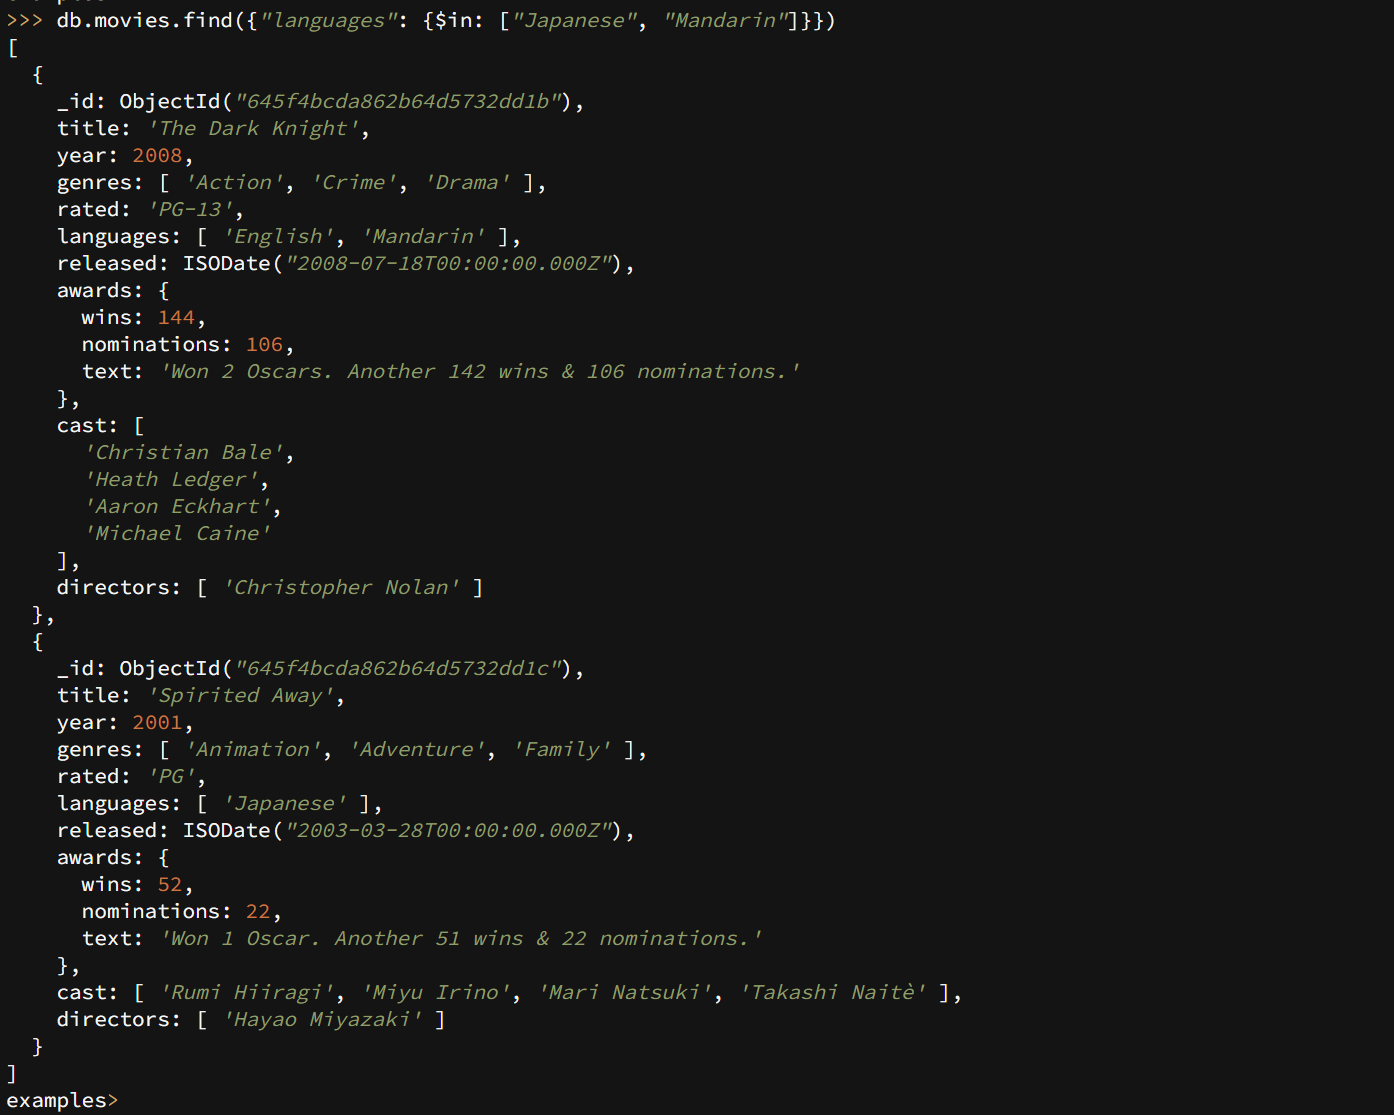 >>> db.movies.find({"languages": {$in: ["Japanese", "Mandarin"]}})
[
  {
    _id: ObjectId("645f4bcda862b64d5732dd1b"),
    title: 'The Dark Knight',
    year: 2008,
    genres: [ 'Action', 'Crime', 'Drama' ],
    rated: 'PG-13',
    languages: [ 'English', 'Mandarin' ],
    released: ISODate("2008-07-18T00:00:00.000Z"),
    awards: {
      wins: 144,
      nominations: 106,
      text: 'Won 2 Oscars. Another 142 wins & 106 nominations.'
    },
    cast: [
      'Christian Bale',
      'Heath Ledger',
      'Aaron Eckhart',
      'Michael Caine'
    ],
    directors: [ 'Christopher Nolan' ]
  },
  {
    _id: ObjectId("645f4bcda862b64d5732dd1c"),
    title: 'Spirited Away',
    year: 2001,
    genres: [ 'Animation', 'Adventure', 'Family' ],
    rated: 'PG',
    languages: [ 'Japanese' ],
    released: ISODate("2003-03-28T00:00:00.000Z"),
    awards: {
      wins: 52,
      nominations: 22,
      text: 'Won 1 Oscar. Another 51 wins & 22 nominations.'
    },
    cast: [ 'Rumi Hiiragi', 'Miyu Irino', 'Mari Natsuki', 'Takashi Naitè' ],
    directors: [ 'Hayao Miyazaki' ]
  }
]
examples>